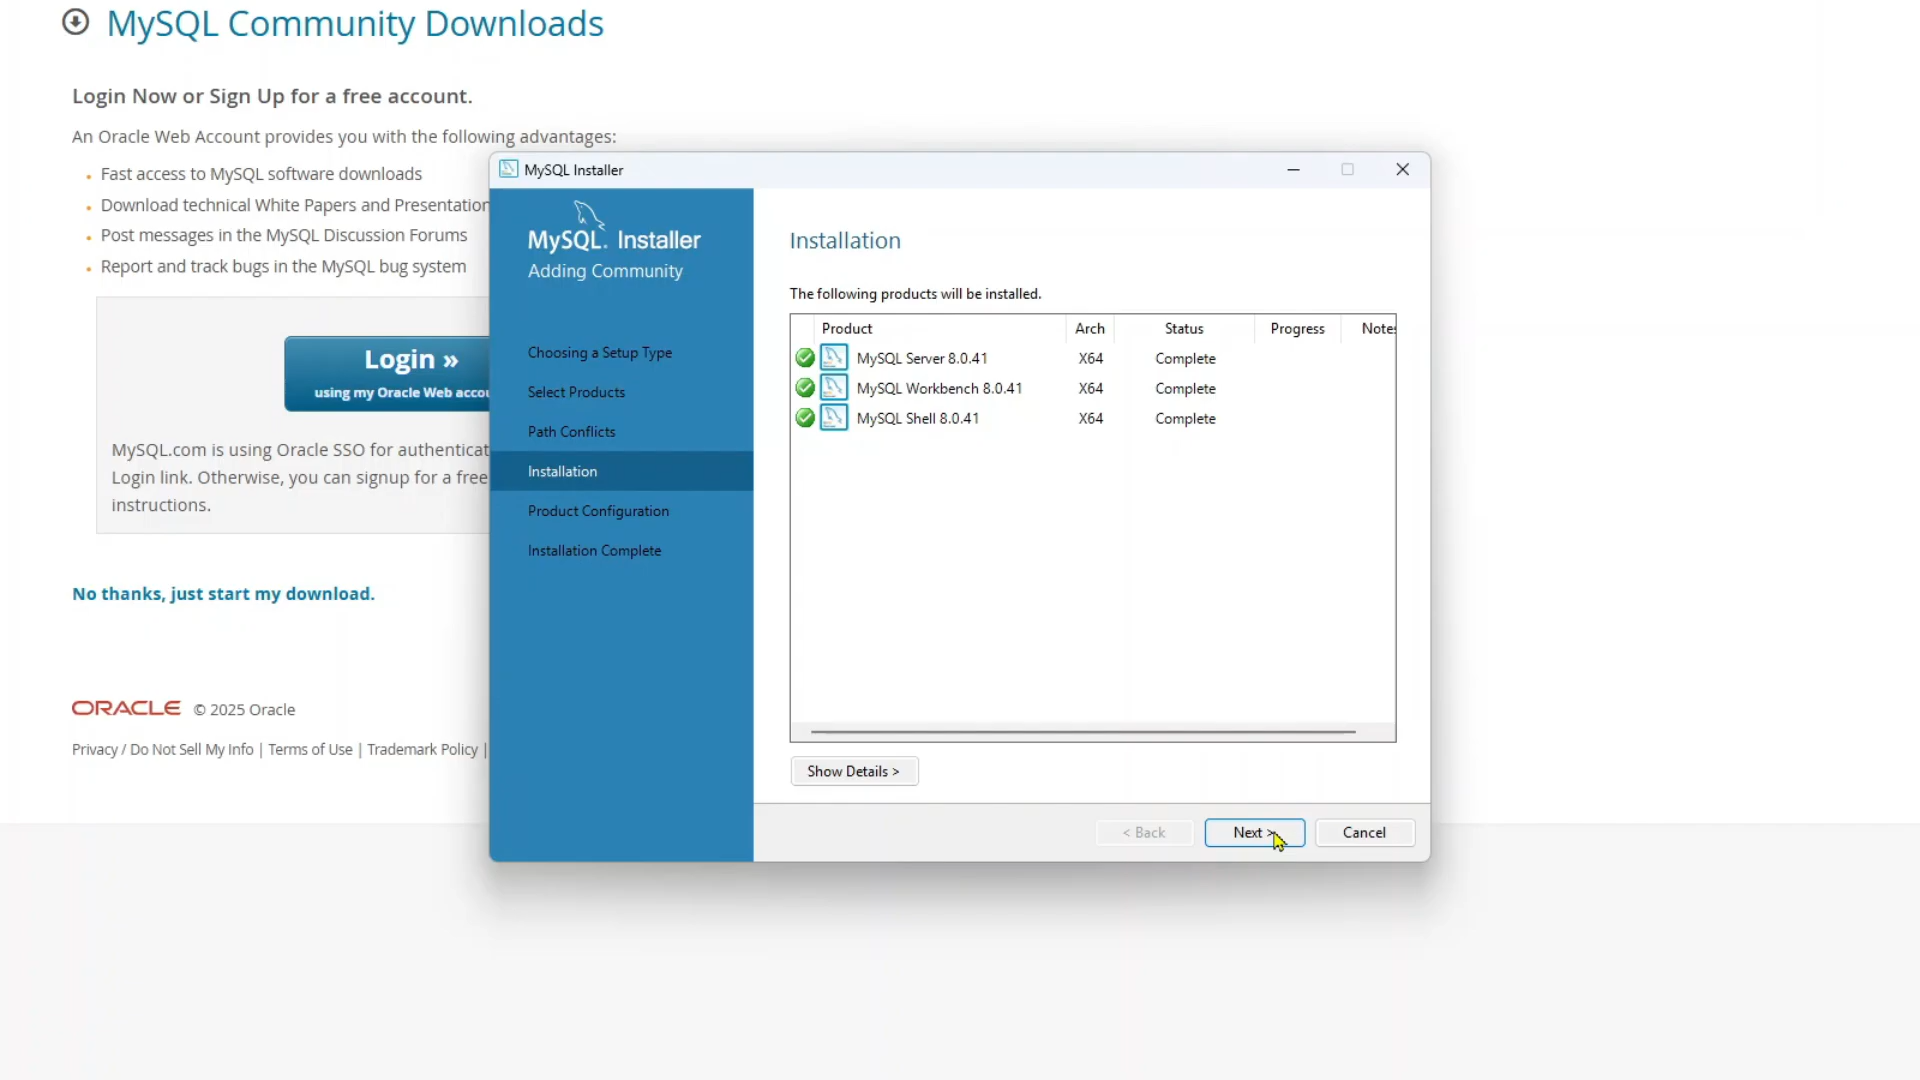 MySQL Community Downloads
Login Now or Sign Up for a free account.
An Oracle Web Account provides you with the following advantages:
Fast access to MySQL software downloads
Download technical White Papers and Presentation
Post messages in the MySQL Discussion Forums
Report and track bugs in the MySQL bug system
Login »
using my Oracle Web accou
MySQL.com is using Oracle SSO for authenticat
Login link. Otherwise, you can signup for a free
instructions.
No thanks, just start my download.
ORACLE © 2025 Oracle
Privacy / Do Not Sell My Info | Terms of Use | Trademark Policy |
MySQL Installer
MySQL. Installer
Adding Community
Choosing a Setup Type
Select Products
Path Conflicts
Installation
Product Configuration
Installation Complete
Installation
The following products will be installed.
Product Arch Status Progress Notes
MySQL Server 8.0.41 X64 Complete
MySQL Workbench 8.0.41 X64 Complete
MySQL Shell 8.0.41 X64 Complete
Show Details >
< Back Next > Cancel